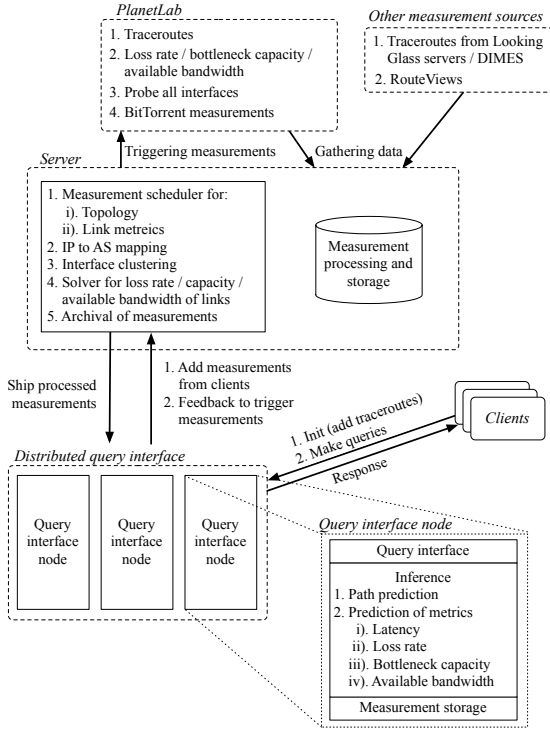 PlanetLab
1. Traceroutes
2. Loss rate / bottleneck capacity /
available bandwidth
3. Probe all interfaces
4. BitTorrent measurements
Other measurement sources
1. Traceroutes from Looking
Glass servers / DIMES
2. RouteViews
Triggering measurements
Gathering data
Server
1. Measurement scheduler for:
i). Topology
ii). Link metreics
2. IP to AS mapping
3. Interface clustering
4. Solver for loss rate / capacity /
available bandwidth of links
5. Archival of measurements
Measurement
processing and
storage
Ship processed
measurements
1. Add measurements
from clients
2. Feedback to trigger
measurements
1. Init (add traceroutes)
2. Make queries
Response
Clients
Distributed query interface
Query
interface
node
Query
interface
node
Query
interface
node
Query interface node
Query interface
Inference
1. Path prediction
2. Prediction of metrics
i). Latency
ii). Loss rate
iii). Bottleneck capacity
iv). Available bandwidth
Measurement storage